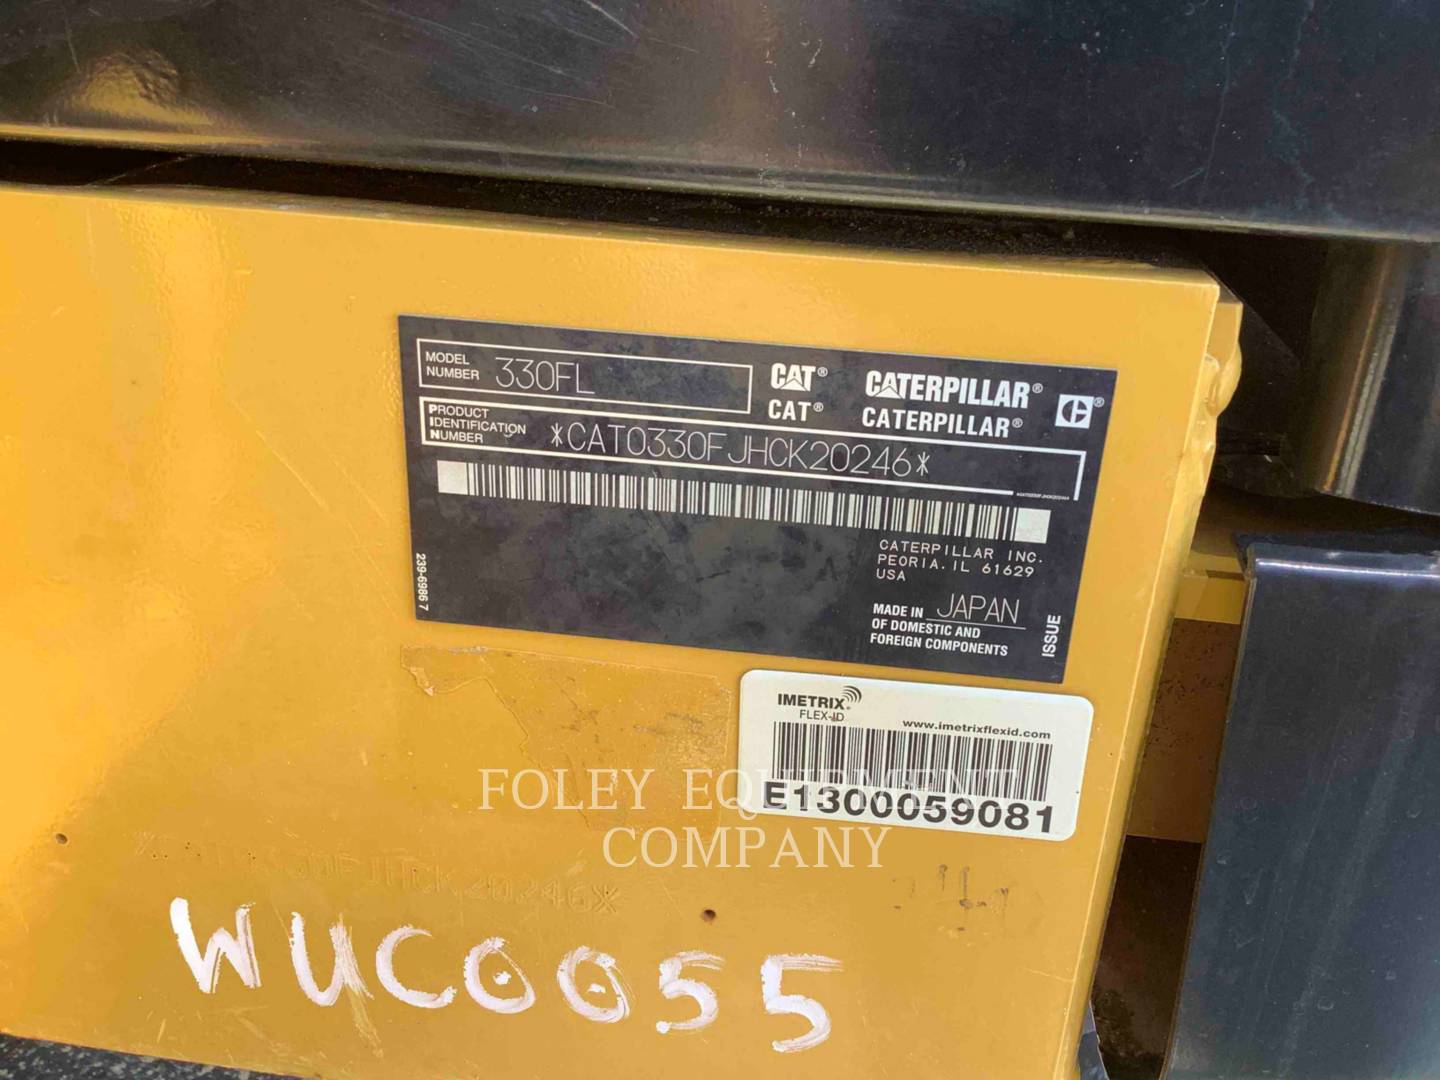 MODEL NUMBER 330FL
CAT® CATERPILLAR®
CAT® CATERPILLAR®
PRODUCT IDENTIFICATION NUMBER *CAT0330FJHCK20246*
CATERPILLAR INC.
PEORIA, IL 61629
USA
MADE IN JAPAN
OF DOMESTIC AND
FOREIGN COMPONENTS
ISSUE
239-6986 7
IMETRIX
FLEX-ID
www.imetrixflexid.com
E1300059081
FOLEY EQUIPMENT
COMPANY
JHCK20246*
WUC0055